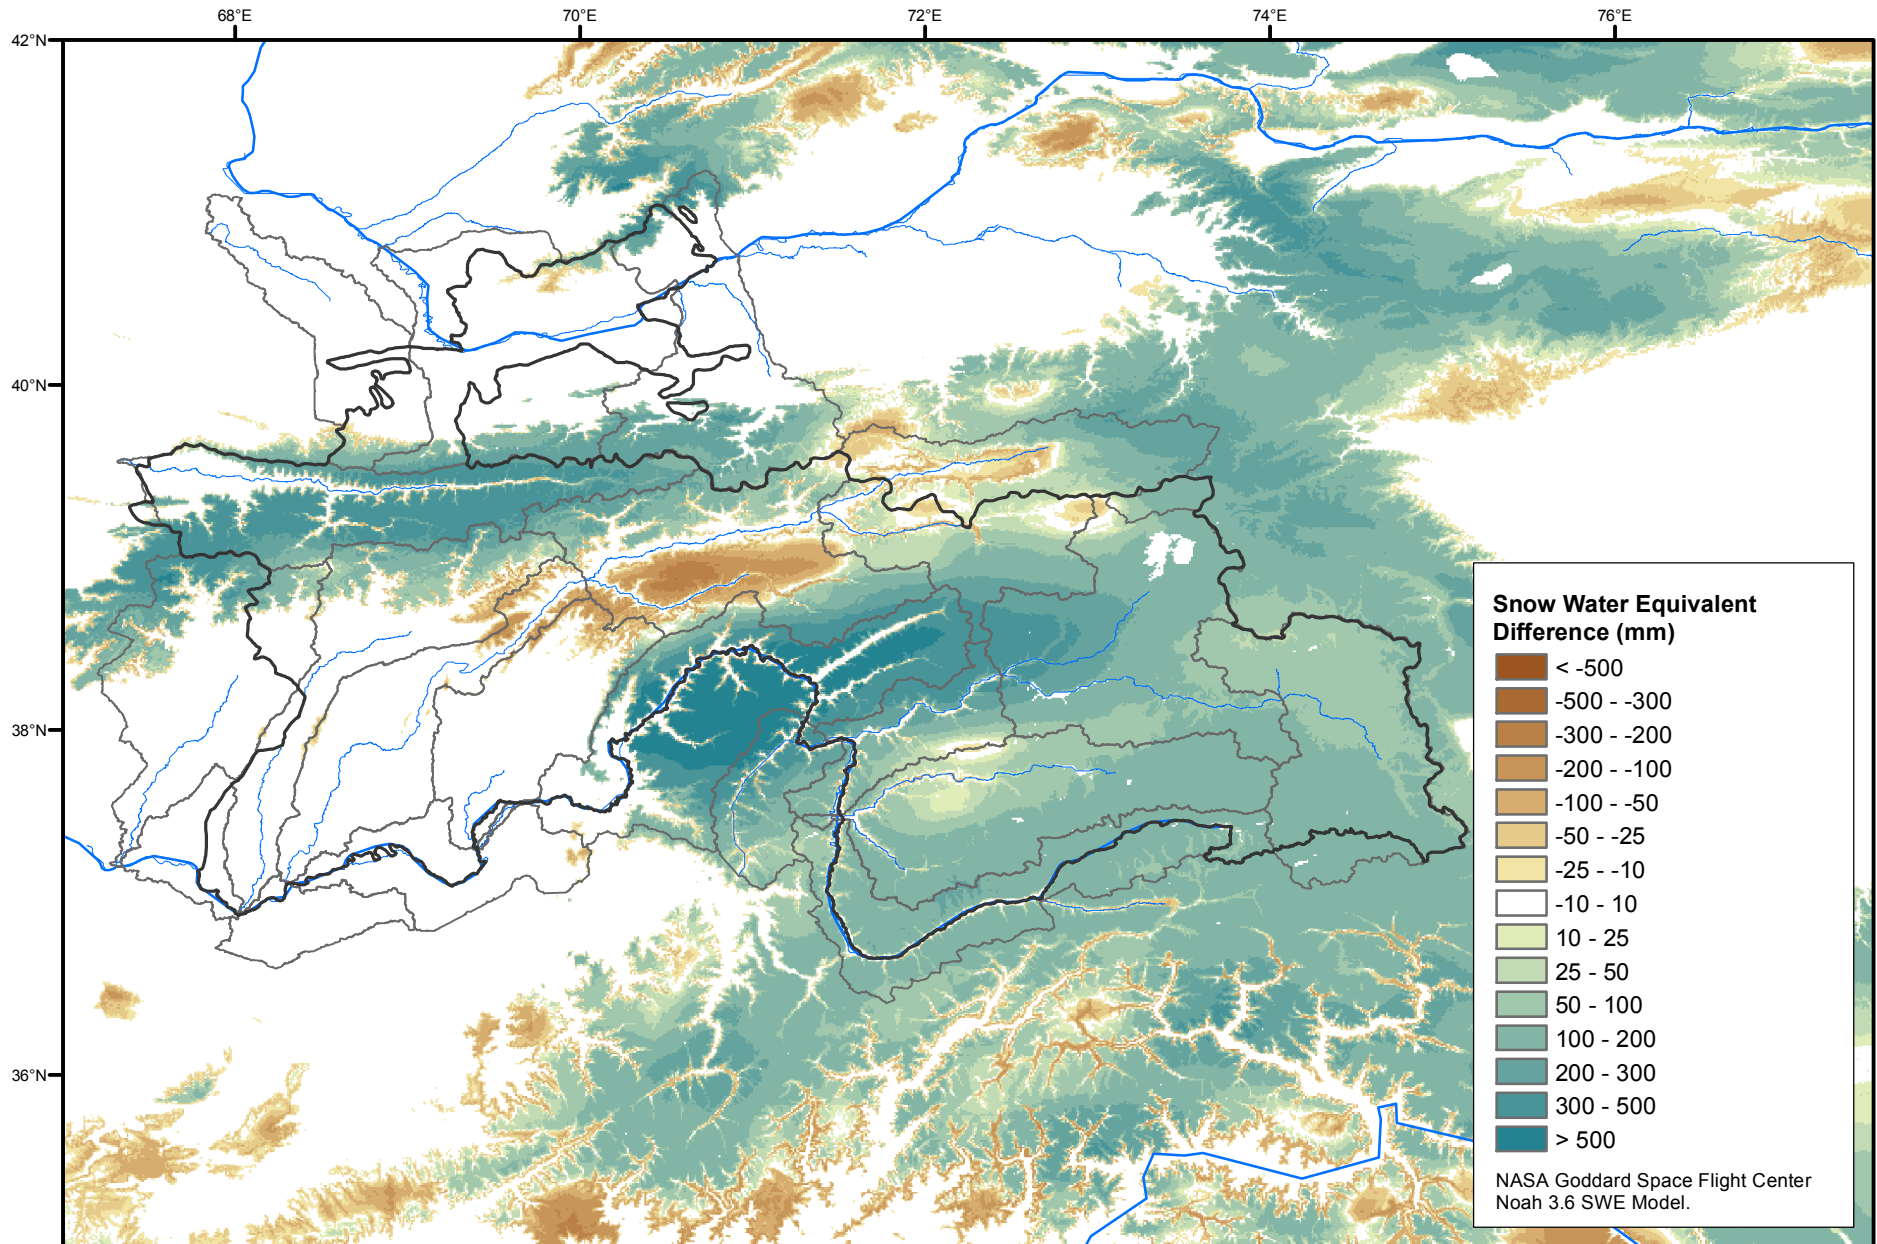 68°E
70°E
72°E
74°E
76°E
42°N
40°N
38°N
36°N
Snow Water Equivalent
Difference (mm)
< -500
-500 - -300
-300 - -200
-200 - -100
-100 - -50
-50 - -25
-25 - -10
-10 - 10
10 - 25
25 - 50
50 - 100
100 - 200
200 - 300
300 - 500
> 500
NASA Goddard Space Flight Center
Noah 3.6 SWE Model.